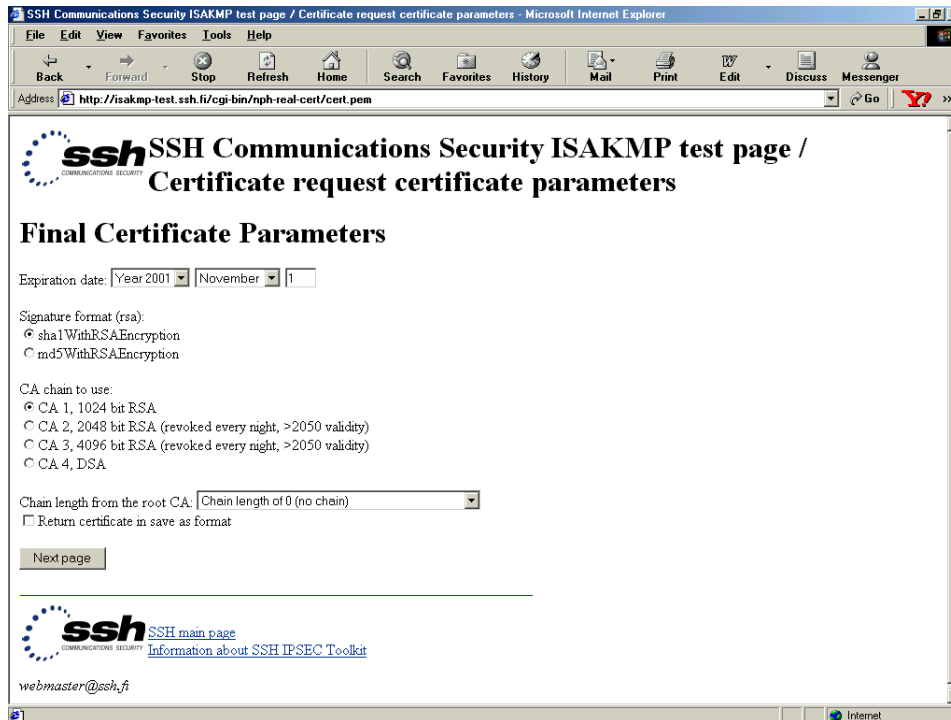 SSH Communications Security ISAKMP test page / Certificate request certificate parameters - Microsoft Internet Explorer
File Edit View Favorites Tools Help
Back Forward Stop Refresh Home Search Favorites History Mail Print Edit Discuss Messenger
Address http://isakmp-test.ssh.fi/cgi-bin/nph-real-cert/cert.pem Go Y? »
ssh
COMMUNICATIONS SECURITY
SSH Communications Security ISAKMP test page /
Certificate request certificate parameters
Final Certificate Parameters
Expiration date: Year 2001 November 1
Signature format (rsa):
sha1WithRSAEncryption
md5WithRSAEncryption
CA chain to use:
CA 1, 1024 bit RSA
CA 2, 2048 bit RSA (revoked every night, >2050 validity)
CA 3, 4096 bit RSA (revoked every night, >2050 validity)
CA 4, DSA
Chain length from the root CA: Chain length of 0 (no chain)
Return certificate in save as format
Next page
ssh
COMMUNICATIONS SECURITY
SSH main page
Information about SSH IPSEC Toolkit
webmaster@ssh.fi
Internet